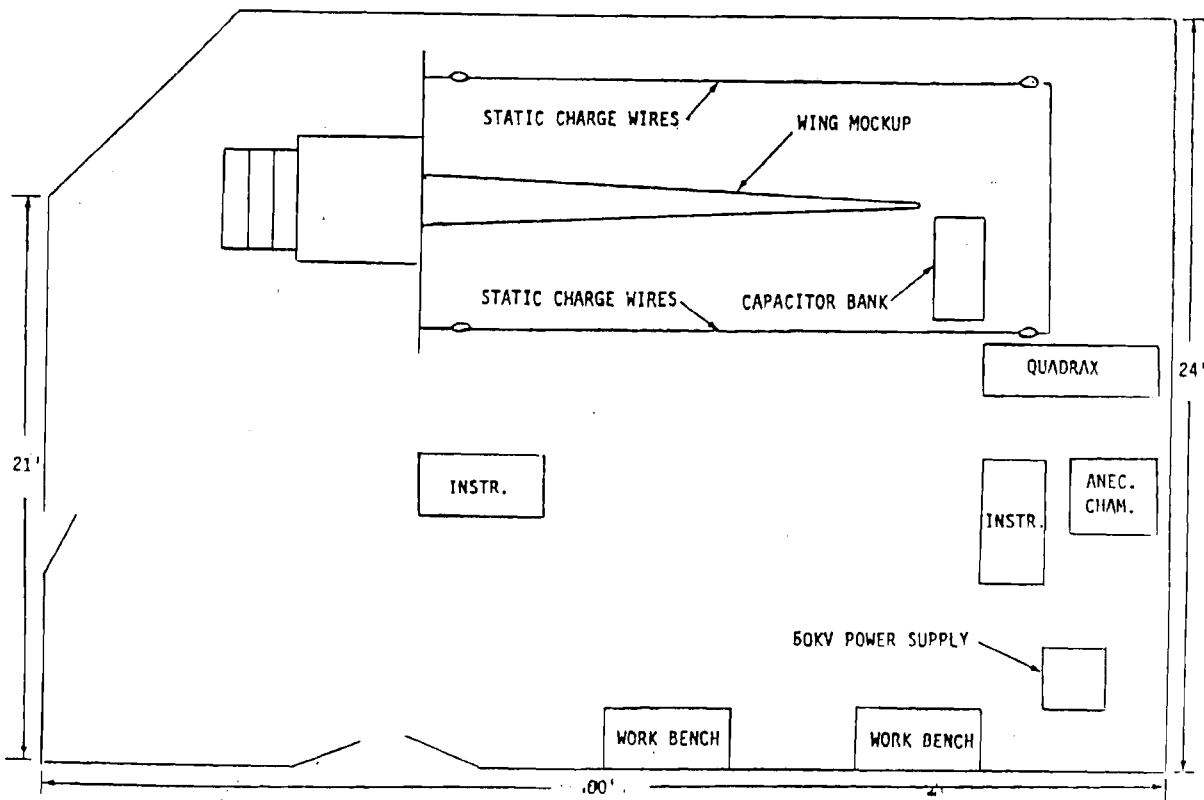 STATIC CHARGE WIRES
WING MOCKUP
STATIC CHARGE WIRES
CAPACITOR BANK
QUADRAX
24'
21'
INSTR.
INSTR.
ANEC.
CHAM.
60KV POWER SUPPLY
WORK BENCH
WORK BENCH